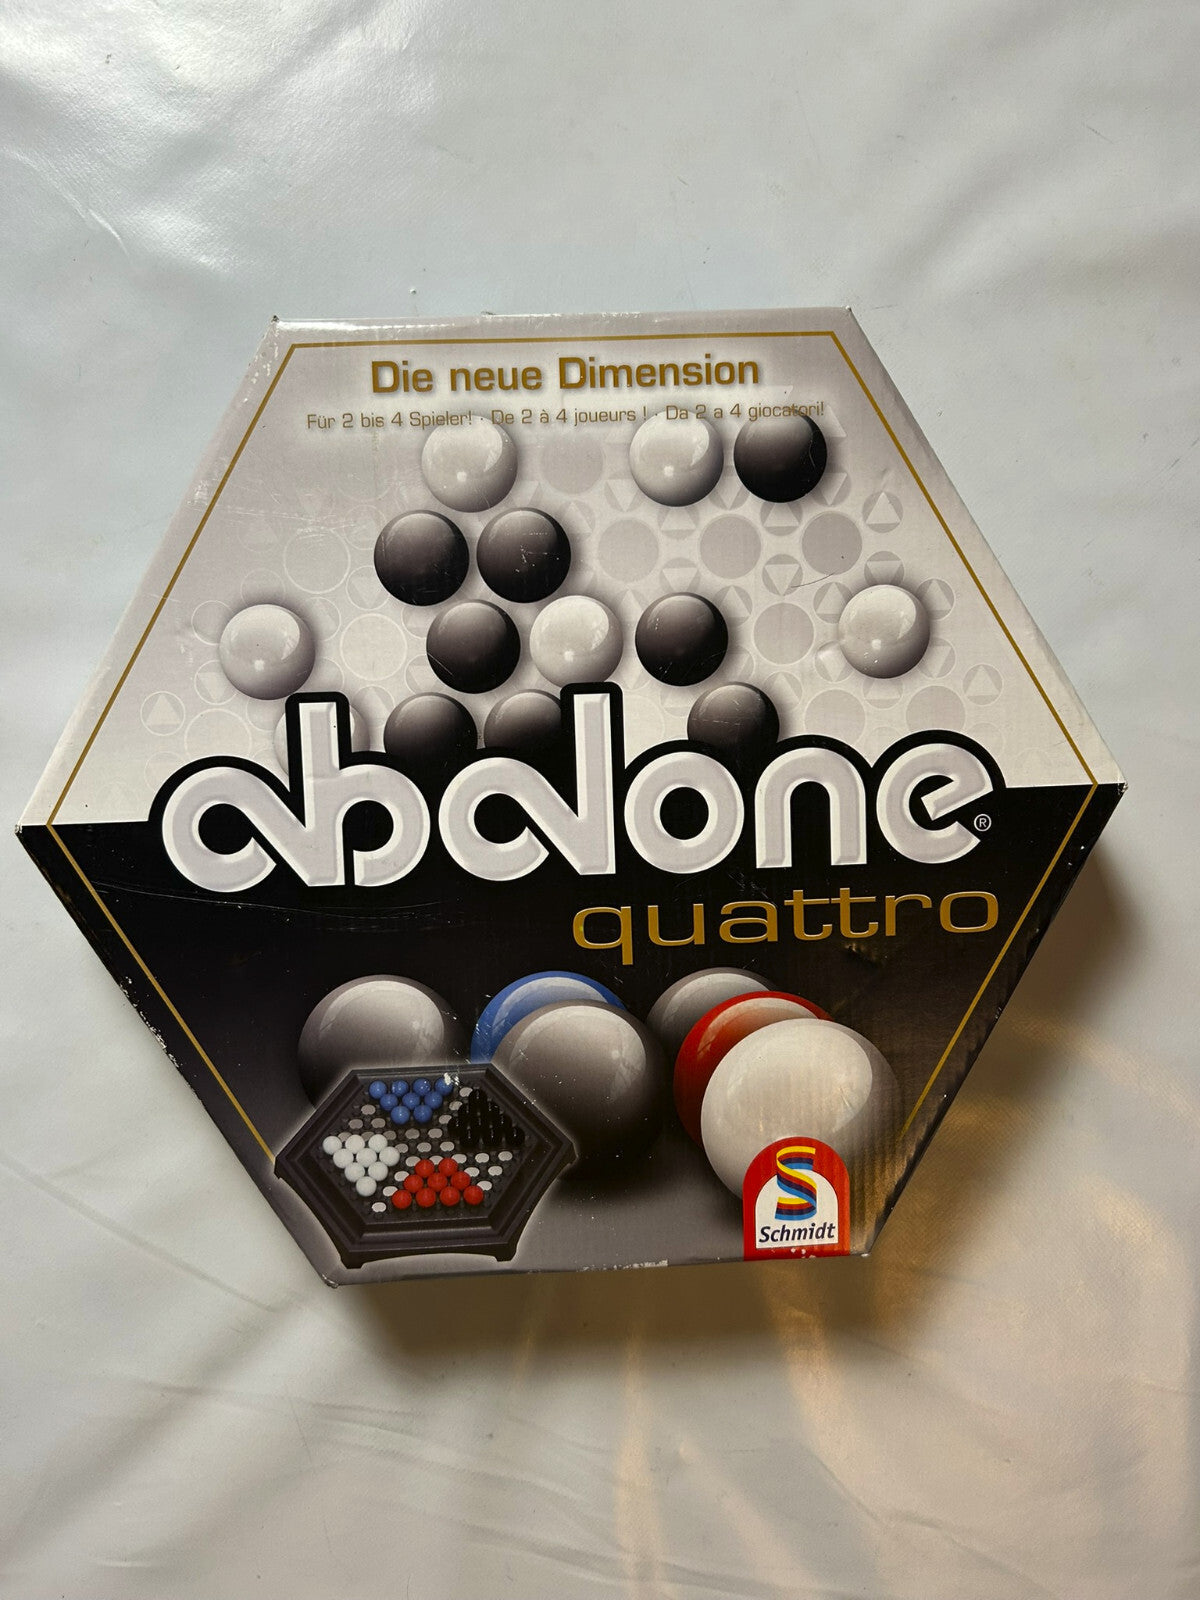 Die neue Dimension
Für 2 bis 4 Spieler! · De 2 à 4 joueurs ! · Da 2 a 4 giocatori!
abalone®
quattro
Schmidt